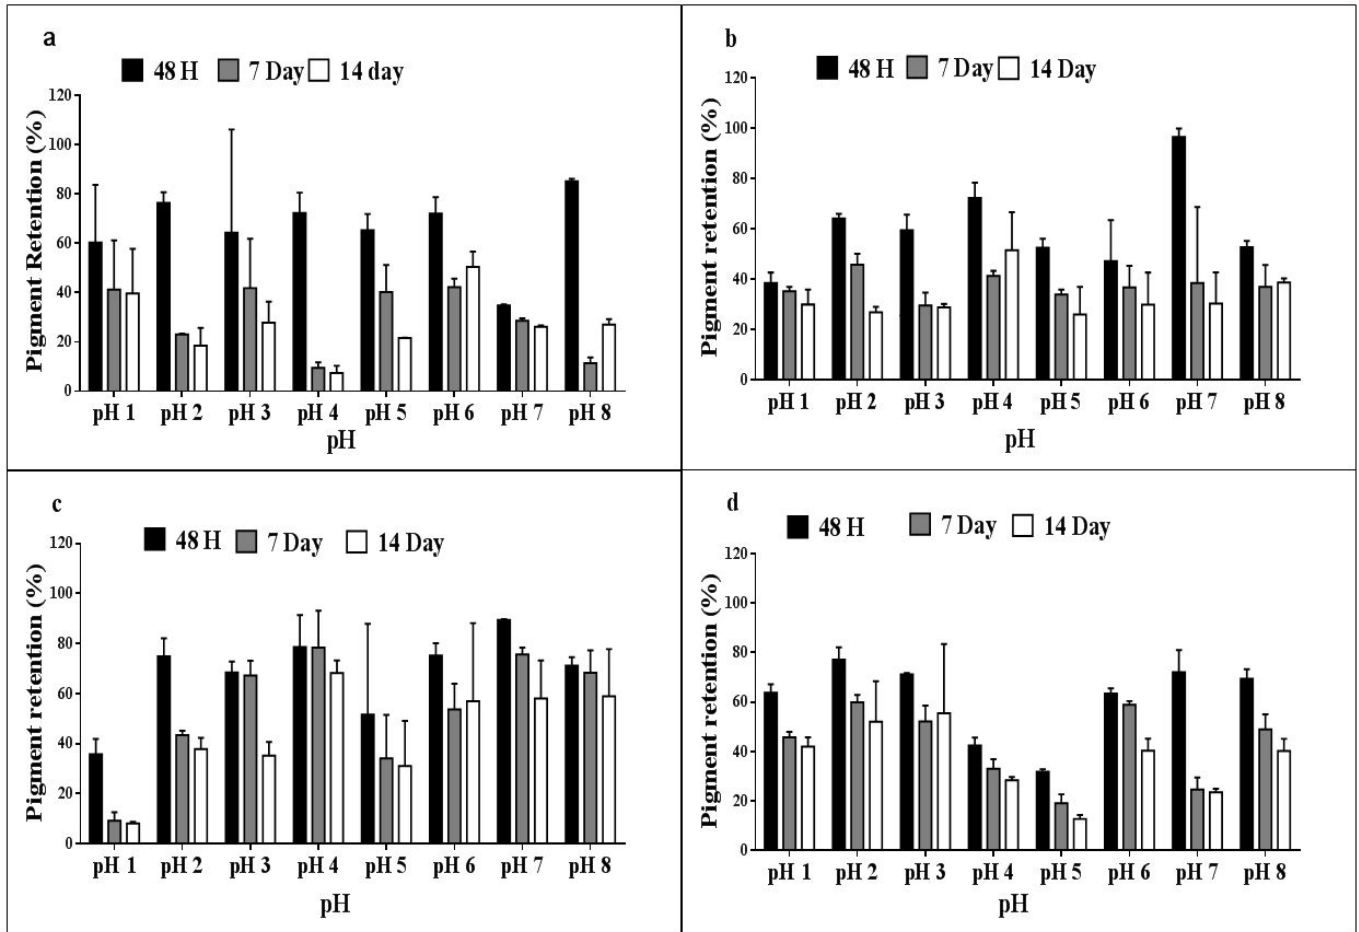 a
48 H 7 Day 14 day
Pigment Retention (%)
120
100
80
60
40
20
0
pH 1 pH 2 pH 3 pH 4 pH 5 pH 6 pH 7 pH 8
pH
b
48 H 7 Day 14 Day
Pigment retention (%)
120
100
80
60
40
20
0
pH 1 pH 2 pH 3 pH 4 pH 5 pH 6 pH 7 pH 8
pH
c
48 H 7 Day 14 Day
Pigment retention (%)
120
100
80
60
40
20
0
pH 1 pH 2 pH 3 pH 4 pH 5 pH 6 pH 7 pH 8
pH
d
48 H 7 Day 14 Day
Pigment retention (%)
120
100
80
60
40
20
0
pH 1 pH 2 pH 3 pH 4 pH 5 pH 6 pH 7 pH 8
pH